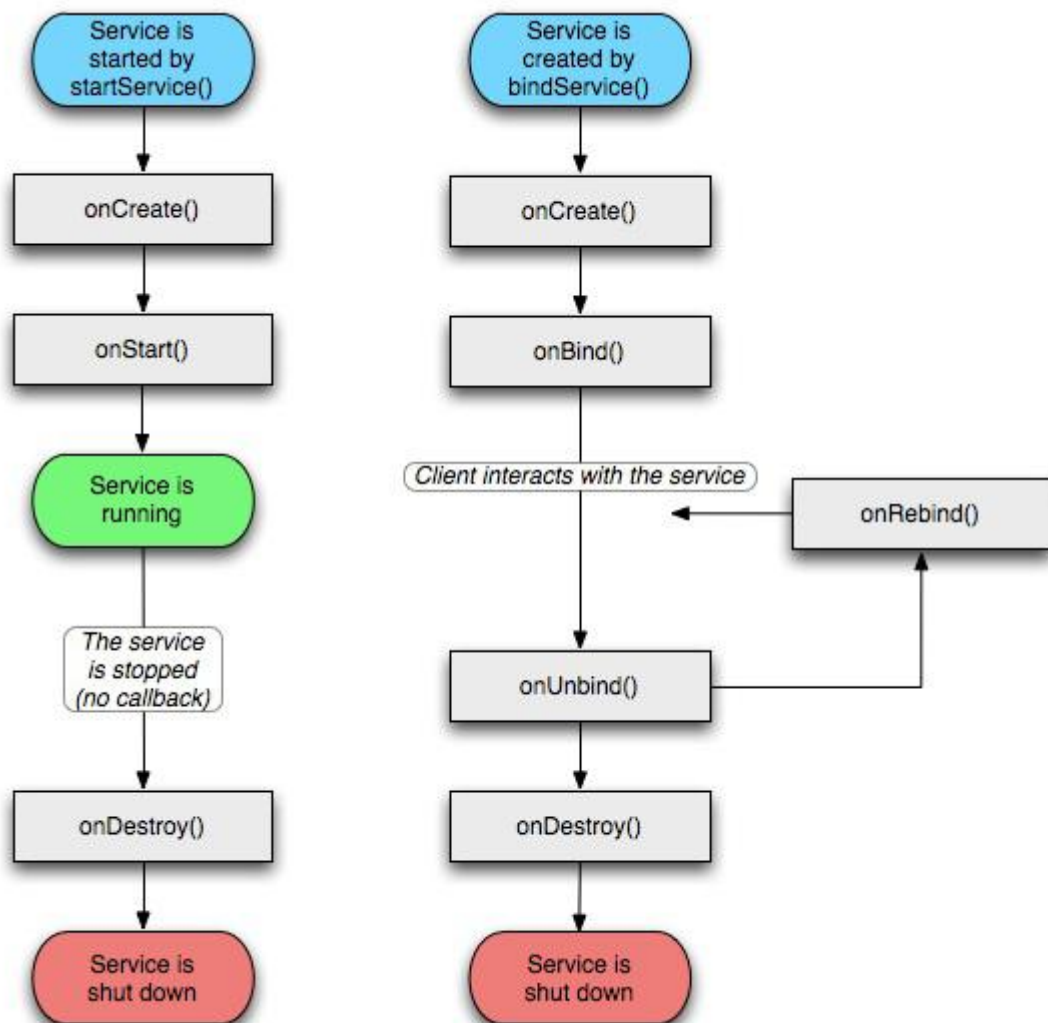 Service is
started by
startService()
onCreate()
onStart()
Service is
running
The service
is stopped
(no callback)
onDestroy()
Service is
shut down
Service is
created by
bindService()
onCreate()
onBind()
Client interacts with the service
onRebind()
onUnbind()
onDestroy()
Service is
shut down